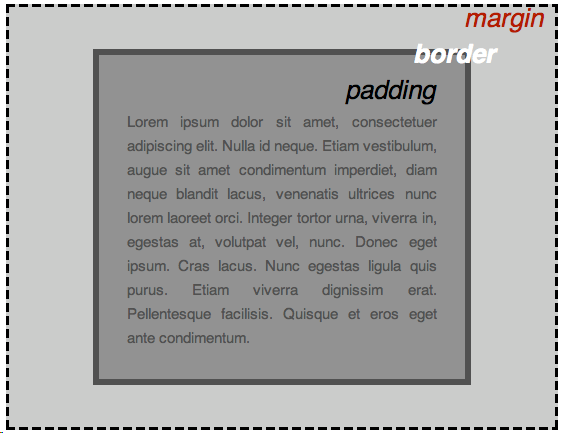 margin
border
padding
Lorem ipsum dolor sit amet, consectetuer
adipiscing elit. Nulla id neque. Etiam vestibulum,
augue sit amet condimentum imperdiet, diam
neque blandit lacus, venenatis ultrices nunc
lorem laoreet orci. Integer tortor urna, viverra in,
egestas at, volutpat vel, nunc. Donec eget
ipsum. Cras lacus. Nunc egestas ligula quis
purus. Etiam viverra dignissim erat.
Pellentesque facilisis. Quisque et eros eget
ante condimentum.